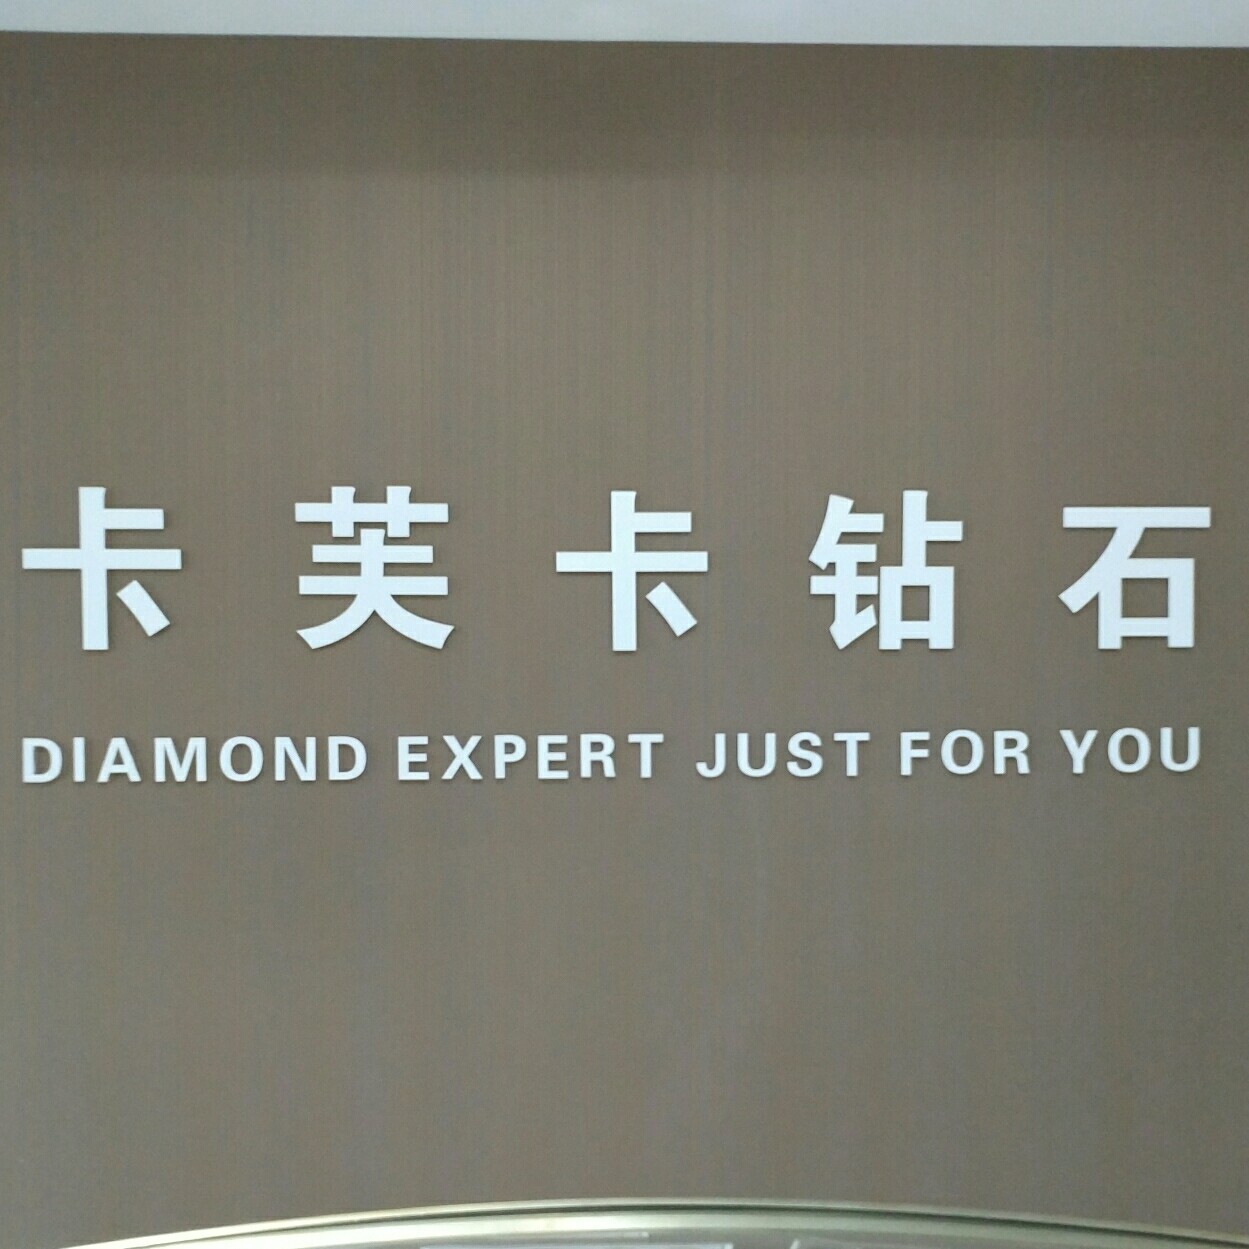 卡芙卡钻石
DIAMOND EXPERT JUST FOR YOU